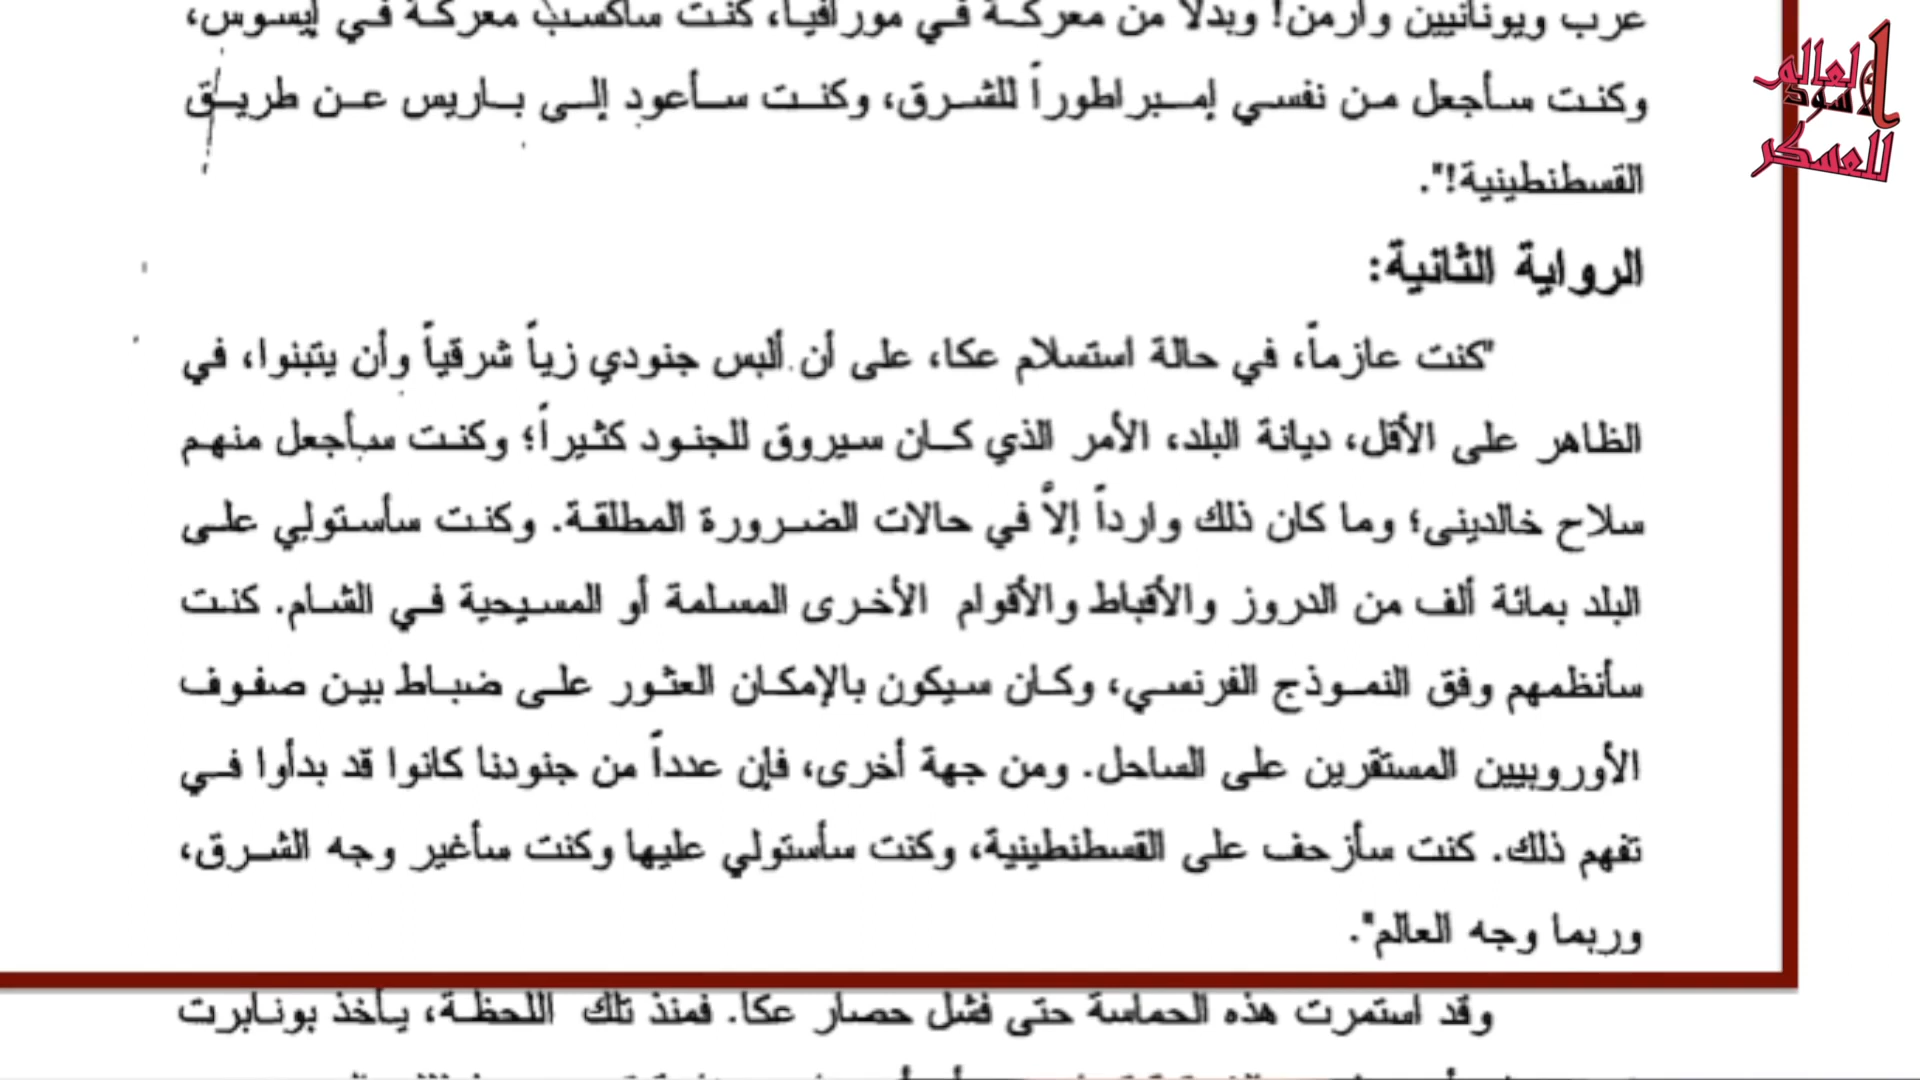 عرب ويونانيين وأرمن! وبدلاً من معركة في مورافيا، كنت سأكسب معركة في إيسوس،
وكنت سأجعل من نفسي إمبراطوراً للشرق، وكنت سأعود إلى باريس عن طريق
القسطنطينية!".
الرواية الثانية:
"كنت عازماً، في حالة استسلام عكا، على أن ألبس جنودي زياً شرقياً وأن يتبنوا، في
الظاهر على الأقل، ديانة البلد، الأمر الذي كان سيروق للجنود كثيراً؛ وكنت سأجعل منهم
سلاح خالديني؛ وما كان ذلك وارداً إلاَّ في حالات الضرورة المطلقة. وكنت سأستولي على
البلد بمائة ألف من الدروز والأقباط والأقوام الأخرى المسلمة أو المسيحية في الشام. كنت
سأنظمهم وفق النموذج الفرنسي، وكان سيكون بالإمكان العثور على ضباط بين صفوف
الأوروبيين المستقرين على الساحل. ومن جهة أخرى، فإن عدداً من جنودنا كانوا قد بدأوا في
تفهم ذلك. كنت سأزحف على القسطنطينية، وكنت سأستولي عليها وكنت سأغير وجه الشرق،
وربما وجه العالم".
وقد استمرت هذه الحماسة حتى فشل حصار عكا. فمنذ تلك اللحظة، يأخذ بونابرت
العالم
الاسود
للعسكر